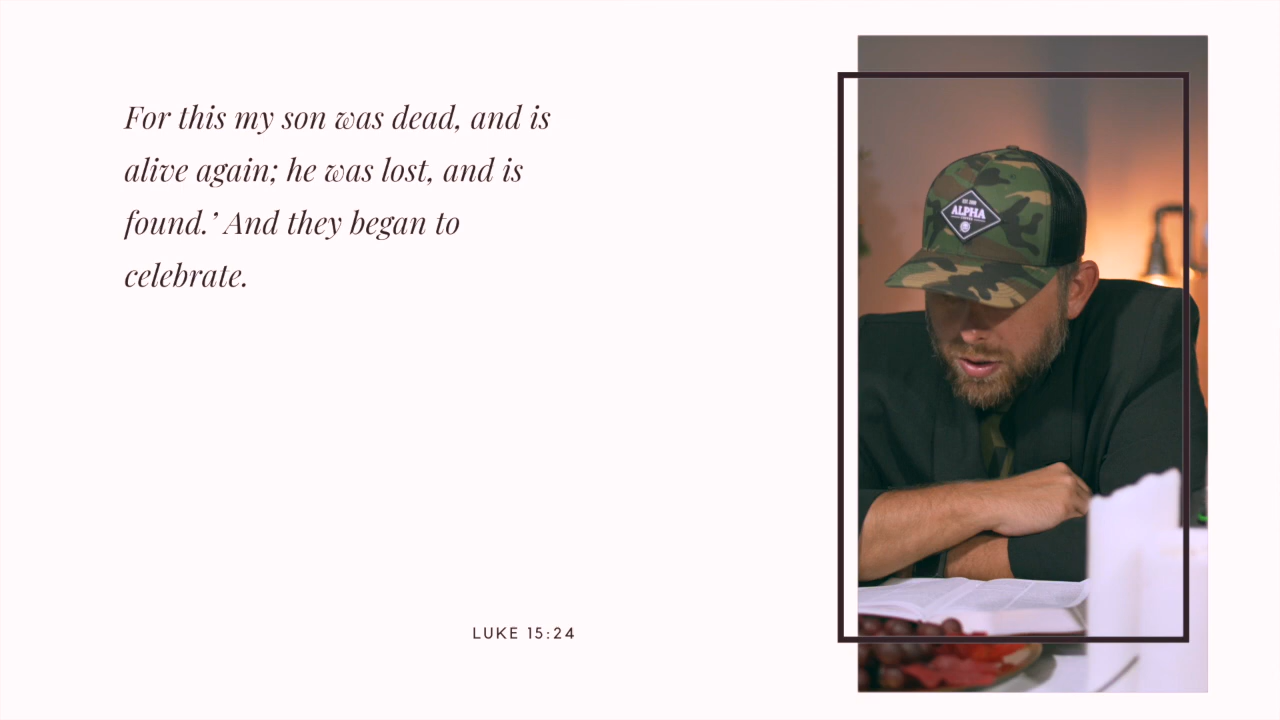 For this my son was dead, and is
alive again; he was lost, and is
found.’ And they began to
celebrate.
LUKE 15:24
ALPHA